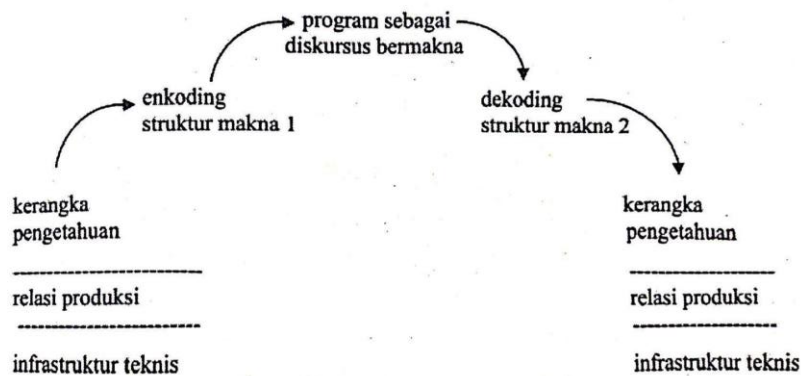 program sebagai
diskursus bermakna
enkoding
struktur makna 1
dekoding
struktur makna 2
kerangka
pengetahuan
relasi produksi
infrastruktur teknis
kerangka
pengetahuan
relasi produksi
infrastruktur teknis